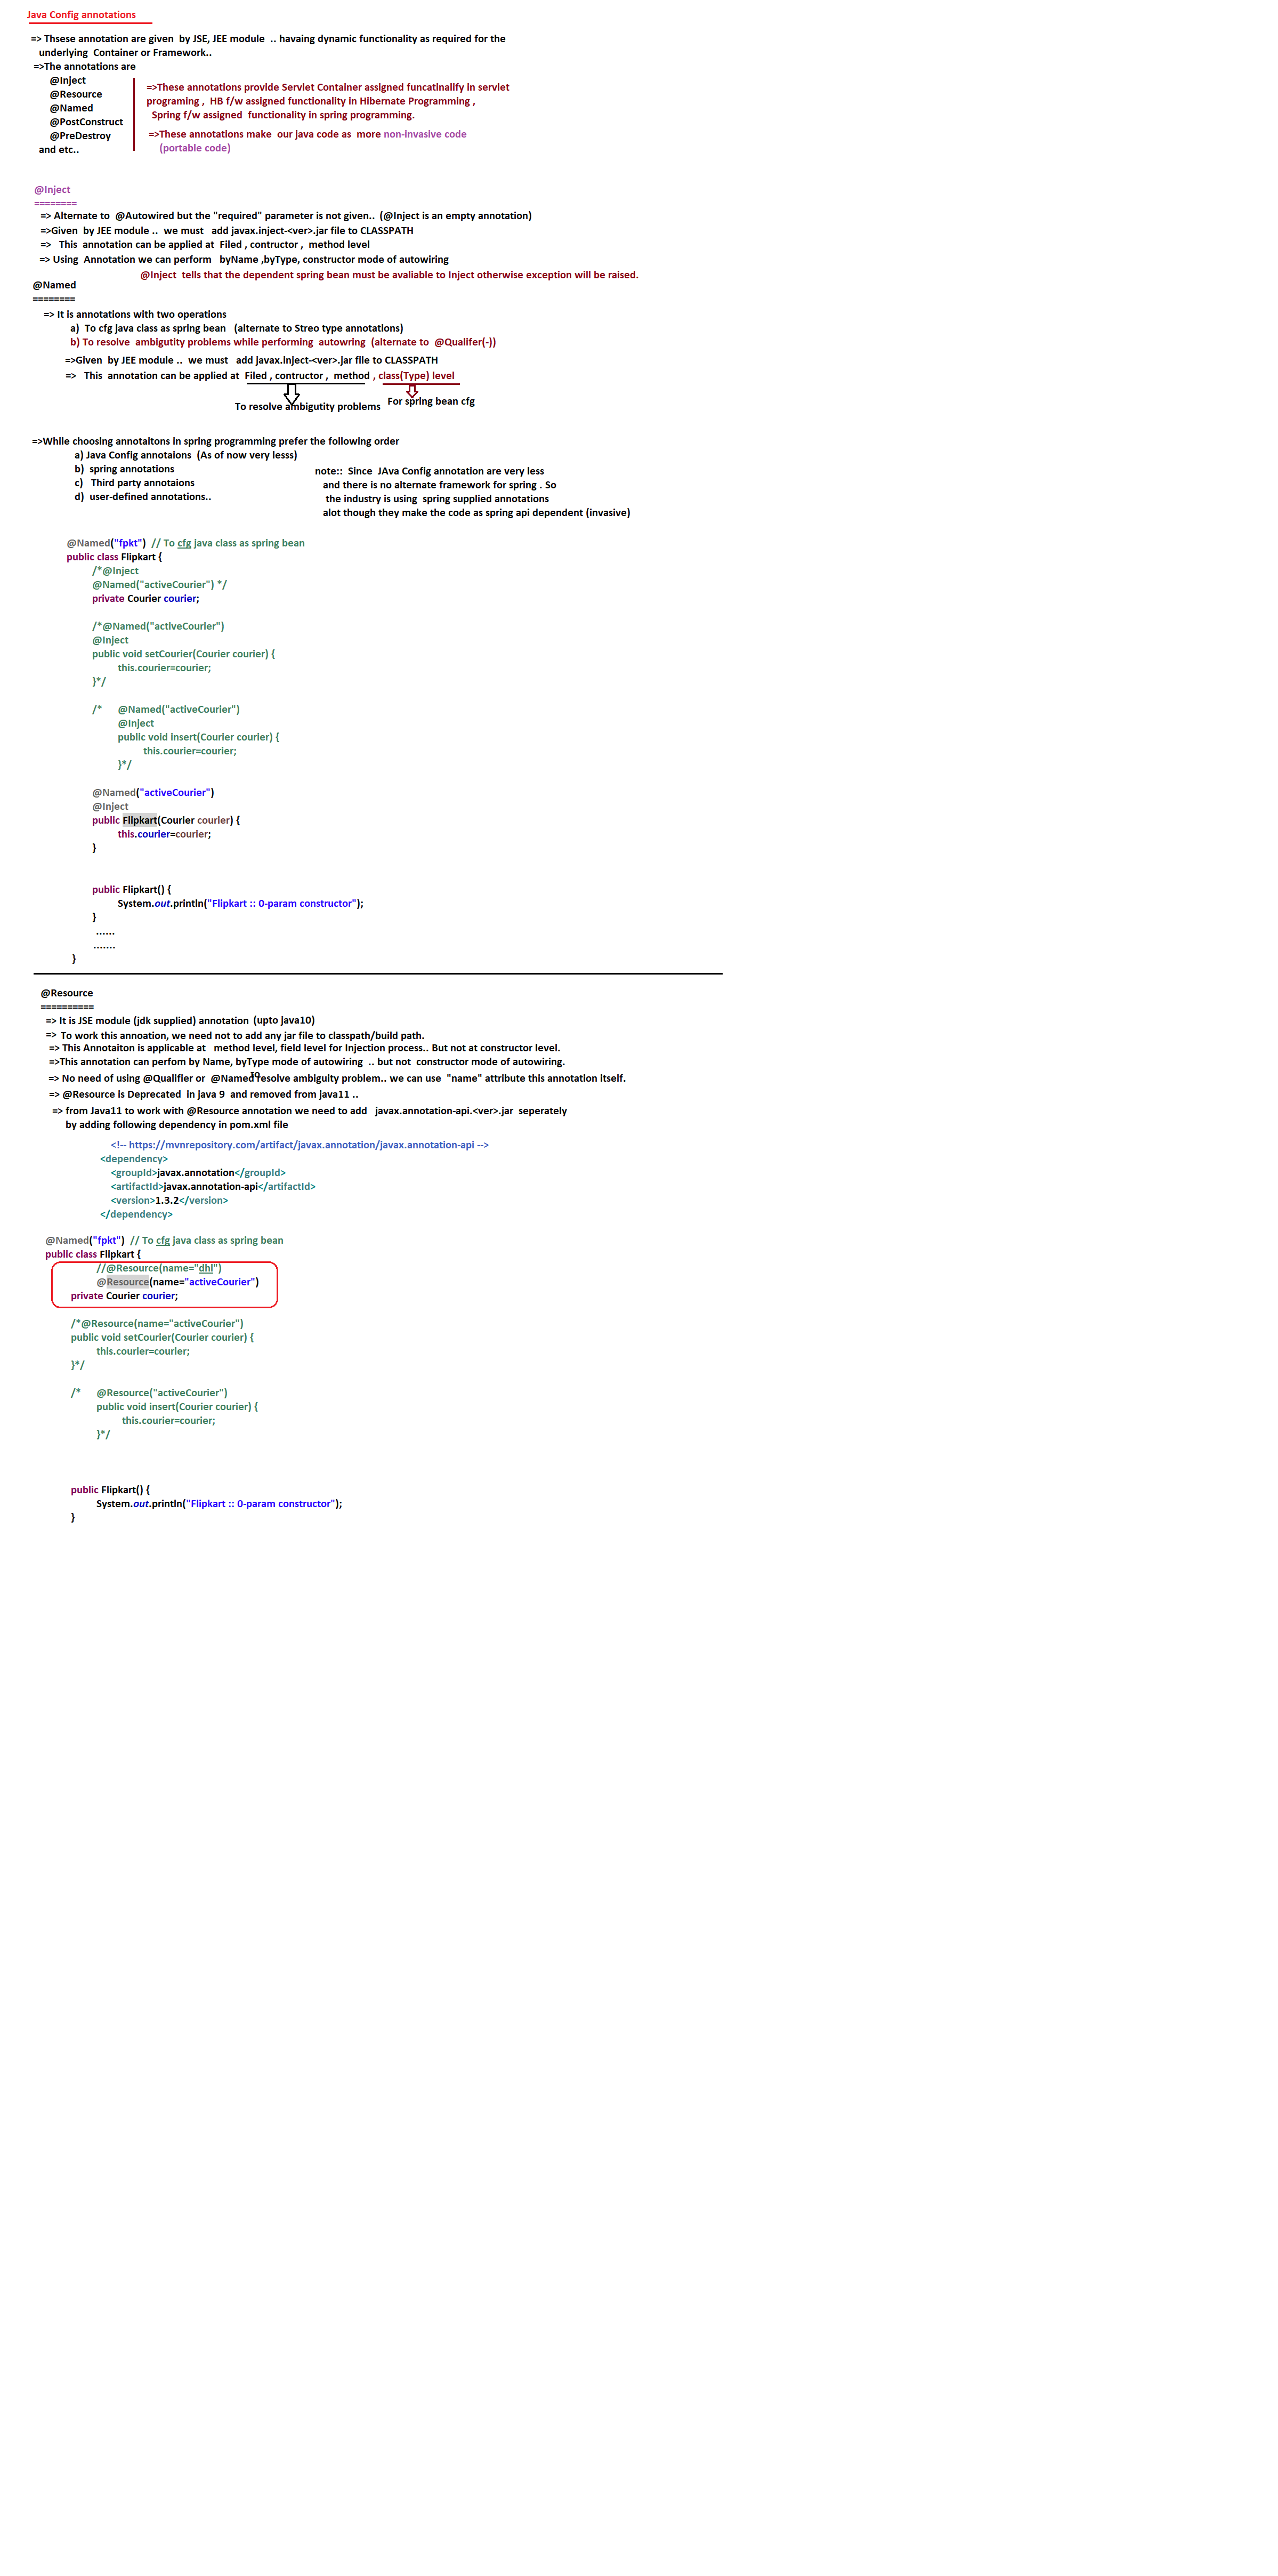 Java Config annotations
=> Thsese annotation are given  by JSE, JEE module  .. havaing dynamic functionality as required for the
underlying  Container or Framework..
=>The annotations are
@Inject
@Resource
@Named
@PostConstruct
@PreDestroy
and etc..
=>These annotations provide Servlet Container assigned funcatinalify in servlet
programing ,  HB f/w assigned functionality in Hibernate Programming ,
Spring f/w assigned  functionality in spring programming.
=>These annotations make  our java code as  more non-invasive code
(portable code)
@Inject
========
=> Alternate to  @Autowired but the "required" parameter is not given..  (@Inject is an empty annotation)
=>Given  by JEE module ..  we must   add javax.inject-<ver>.jar file to CLASSPATH
=>   This  annotation can be applied at  Filed , contructor ,  method level
=> Using  Annotation we can perform   byName ,byType, constructor mode of autowiring
@Inject  tells that the dependent spring bean must be avaliable to Inject otherwise exception will be raised.
@Named
========
=> It is annotations with two operations
a)  To cfg java class as spring bean   (alternate to Streo type annotations)
b) To resolve  ambigutity problems while performing  autowring  (alternate to  @Qualifer(-))
=>Given  by JEE module ..  we must   add javax.inject-<ver>.jar file to CLASSPATH
=>   This  annotation can be applied at  Filed , contructor ,  method , class(Type) level
To resolve ambigutity problems
For spring bean cfg
=>While choosing annotaitons in spring programming prefer the following order
a) Java Config annotaions  (As of now very lesss)
b)  spring annotations
c)   Third party annotaions
d)  user-defined annotations..
note::  Since  JAva Config annotation are very less
and there is no alternate framework for spring . So
the industry is using  spring supplied annotations
alot though they make the code as spring api dependent (invasive)
@Named("fpkt")  // To cfg java class as spring bean
public class Flipkart {
/*@Inject
@Named("activeCourier") */
private Courier courier;
/*@Named("activeCourier")
@Inject
public void setCourier(Courier courier) {
this.courier=courier;
}*/
/*      @Named("activeCourier")
@Inject
public void insert(Courier courier) {
this.courier=courier;
}*/
@Named("activeCourier")
@Inject
public Flipkart(Courier courier) {
this.courier=courier;
}
public Flipkart() {
System.out.println("Flipkart :: 0-param constructor");
}
......
.......
}
@Resource
==========
=> It is JSE module (jdk supplied) annotation  (upto java10)
=>  To work this annoation, we need not to add any jar file to classpath/build path.
=> This Annotaiton is applicable at   method level, field level for Injection process.. But not at constructor level.
=>This annotation can perfom by Name, byType mode of autowiring  .. but not  constructor mode of autowiring.
=> No need of using @Qualifier or  @Named to resolve ambiguity problem.. we can use  "name" attribute this annotation itself.
=> @Resource is Deprecated  in java 9  and removed from java11 ..
=> from Java11 to work with @Resource annotation we need to add   javax.annotation-api.<ver>.jar  seperately
by adding following dependency in pom.xml file
<!-- https://mvnrepository.com/artifact/javax.annotation/javax.annotation-api -->
<dependency>
<groupId>javax.annotation</groupId>
<artifactId>javax.annotation-api</artifactId>
<version>1.3.2</version>
</dependency>
@Named("fpkt")  // To cfg java class as spring bean
public class Flipkart {
//@Resource(name="dhl")
@Resource(name="activeCourier")
private Courier courier;
/*@Resource(name="activeCourier")
public void setCourier(Courier courier) {
this.courier=courier;
}*/
/*      @Resource("activeCourier")
public void insert(Courier courier) {
this.courier=courier;
}*/
public Flipkart() {
System.out.println("Flipkart :: 0-param constructor");
}